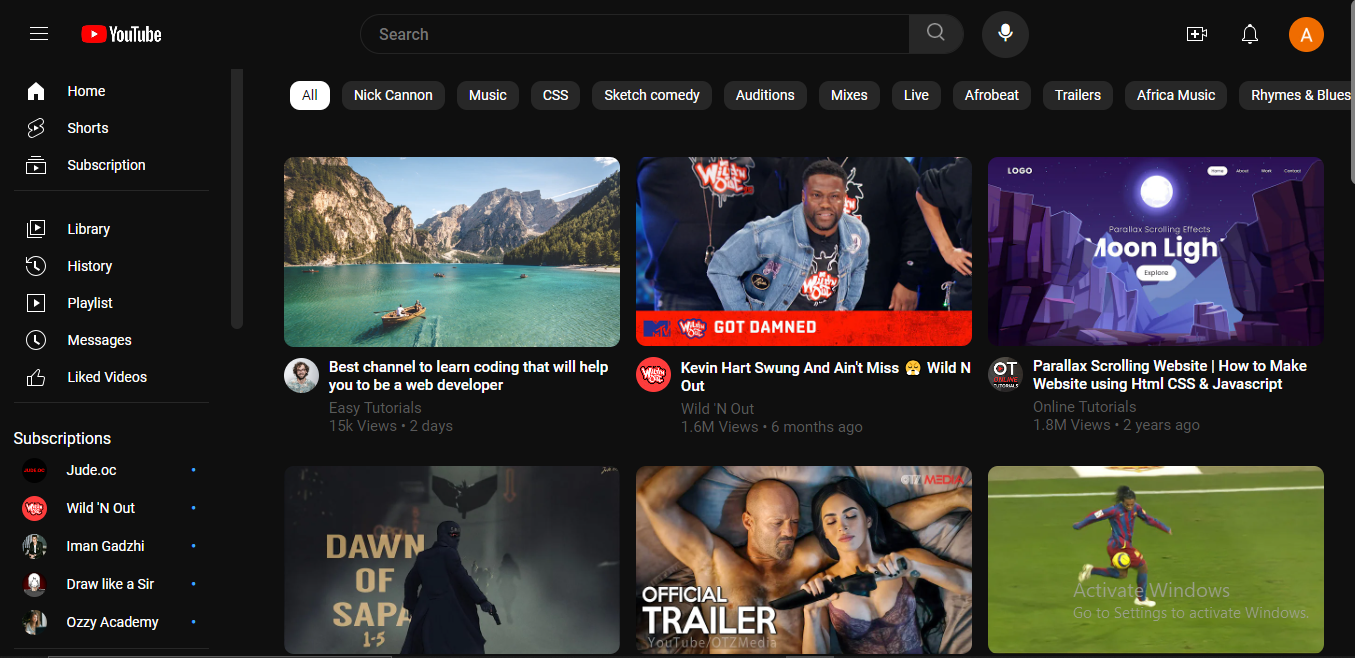 YouTube
Search
A
Home
Shorts
Subscription
Library
History
Playlist
Messages
Liked Videos
Subscriptions
Jude.oc
Wild 'N Out
Iman Gadzhi
Draw like a Sir
Ozzy Academy
All
Nick Cannon
Music
CSS
Sketch comedy
Auditions
Mixes
Live
Afrobeat
Trailers
Africa Music
Rhymes & Blues
Best channel to learn coding that will help
you to be a web developer
Easy Tutorials
15k Views • 2 days
GOT DAMNED
Kevin Hart Swung And Ain't Miss 😤 Wild N
Out
Wild 'N Out
1.6M Views • 6 months ago
LOGO
Home
About
Work
Contact
Parallax Scrolling Effects
Moon Ligh
Explore
OT
ONLINE
TUTORIALS
Parallax Scrolling Website | How to Make
Website using Html CSS & Javascript
Online Tutorials
1.8M Views • 2 years ago
DAWN
OF
SAPA
1-5
OTZ MEDIA
OFFICIAL
TRAILER
YouTube/OTZMedia
Activate Windows
Go to Settings to activate Windows.